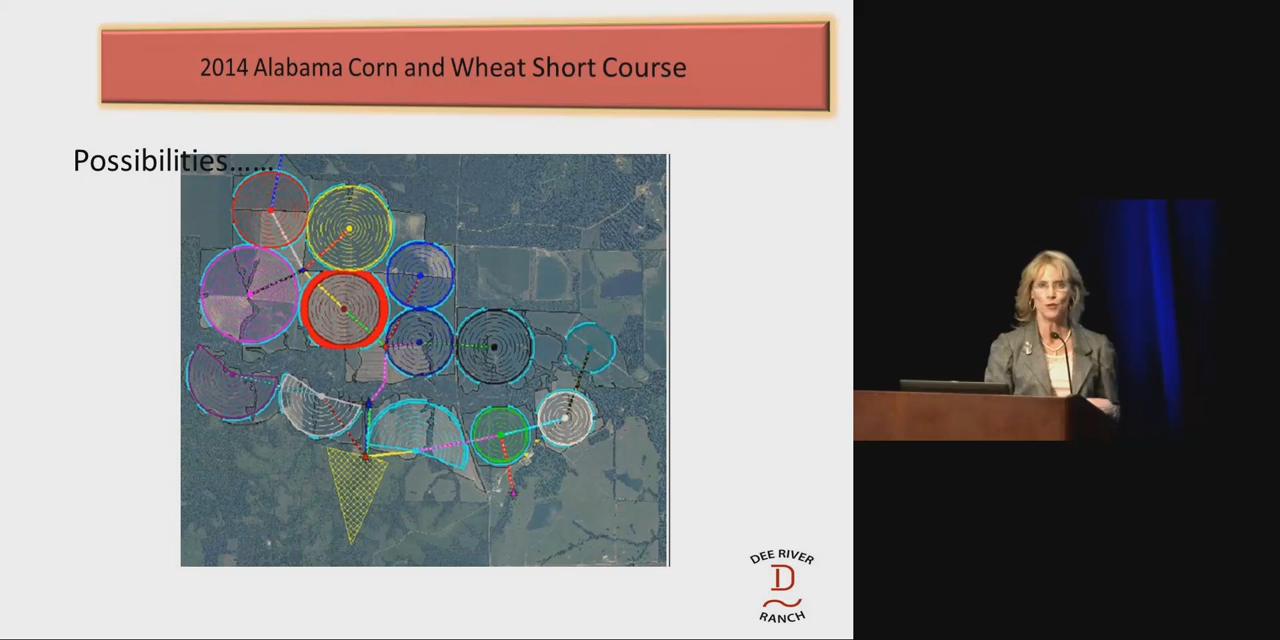 2014 Alabama Corn and Wheat Short Course
Possibilities......
DEE RIVER
D
RANCH